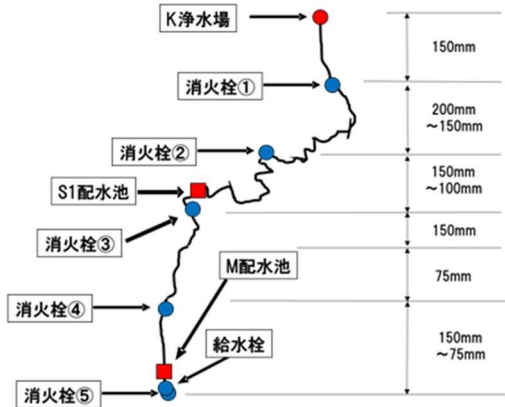 K浄水場
150mm
消火栓①
200mm
～150mm
消火栓②
150mm
～100mm
S1配水池
消火栓③
150mm
M配水池
75mm
消火栓④
給水栓
150mm
～75mm
消火栓⑤